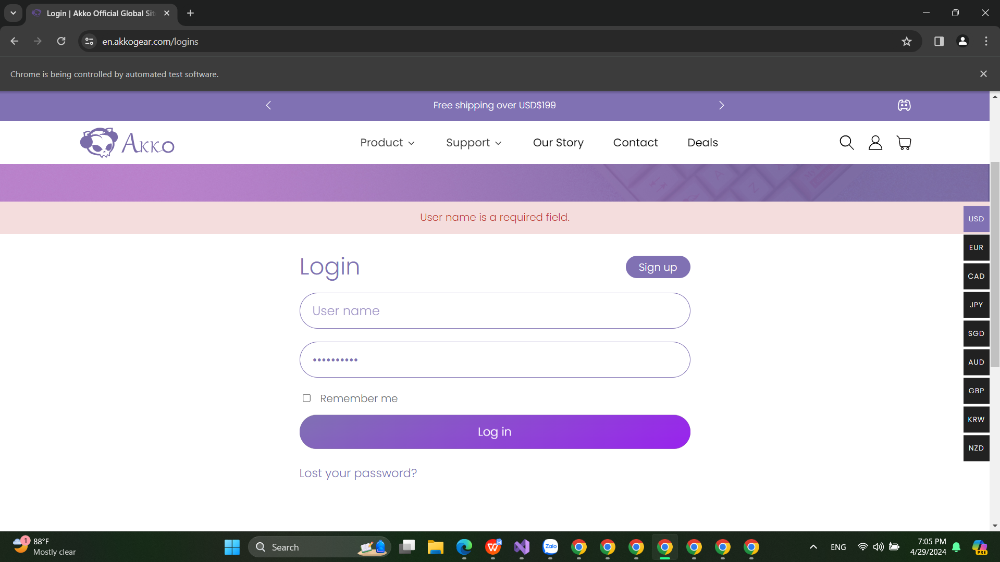 Login | Akko Official Global Sit
en.akkogear.com/logins
Chrome is being controlled by automated test software.
Free shipping over USD$199
AKKO
Product
Support
Our Story
Contact
Deals
User name is a required field.
USD
EUR
CAD
JPY
SGD
AUD
GBP
KRW
NZD
Login
Sign up
User name
••••••••••
Remember me
Log in
Lost your password?
1
88°F
Mostly clear
Search
W
Zalo
ENG
7:05 PM
4/29/2024
PRE